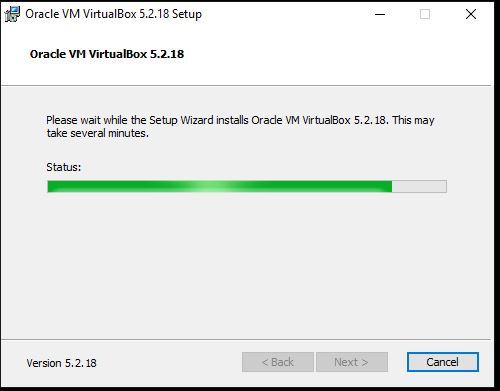 Oracle VM VirtualBox 5.2.18 Setup
Oracle VM VirtualBox 5.2.18
Please wait while the Setup Wizard installs Oracle VM VirtualBox 5.2.18. This may
take several minutes.
Status:
Version 5.2.18
< Back
Next >
Cancel